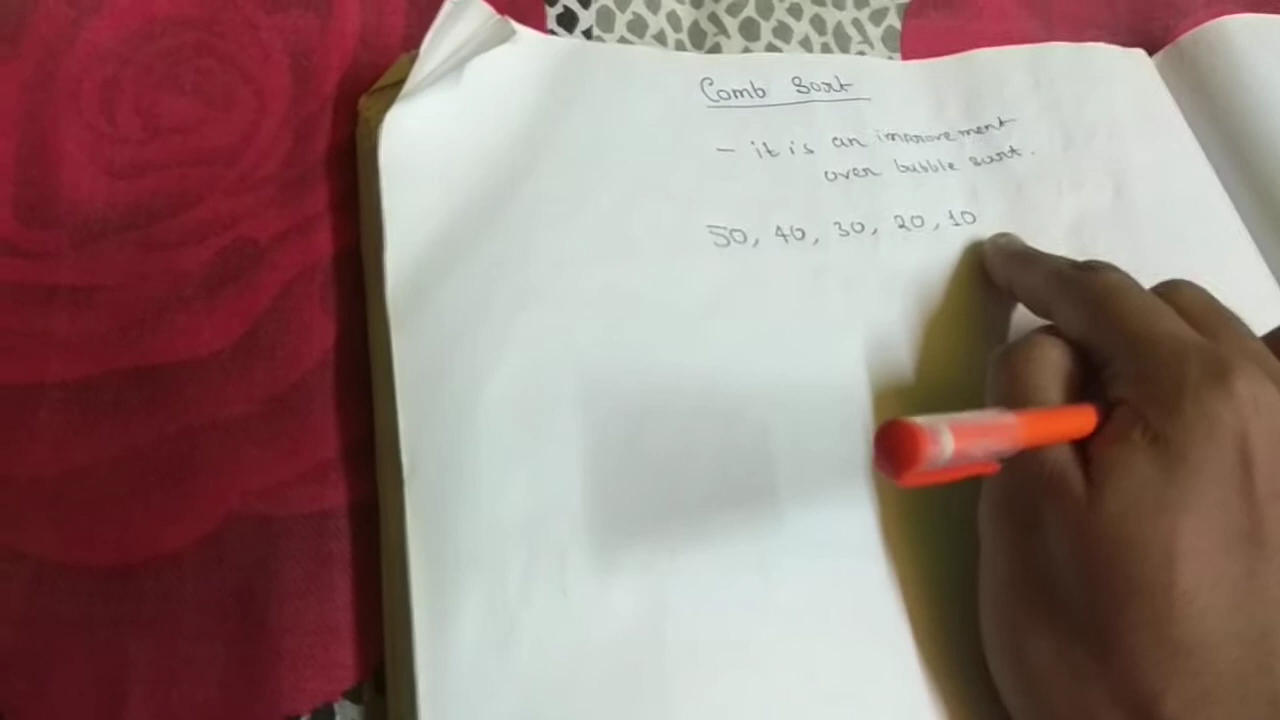 Comb Sort
- it is an improvement
over bubble sort.
50, 40, 30, 20, 10